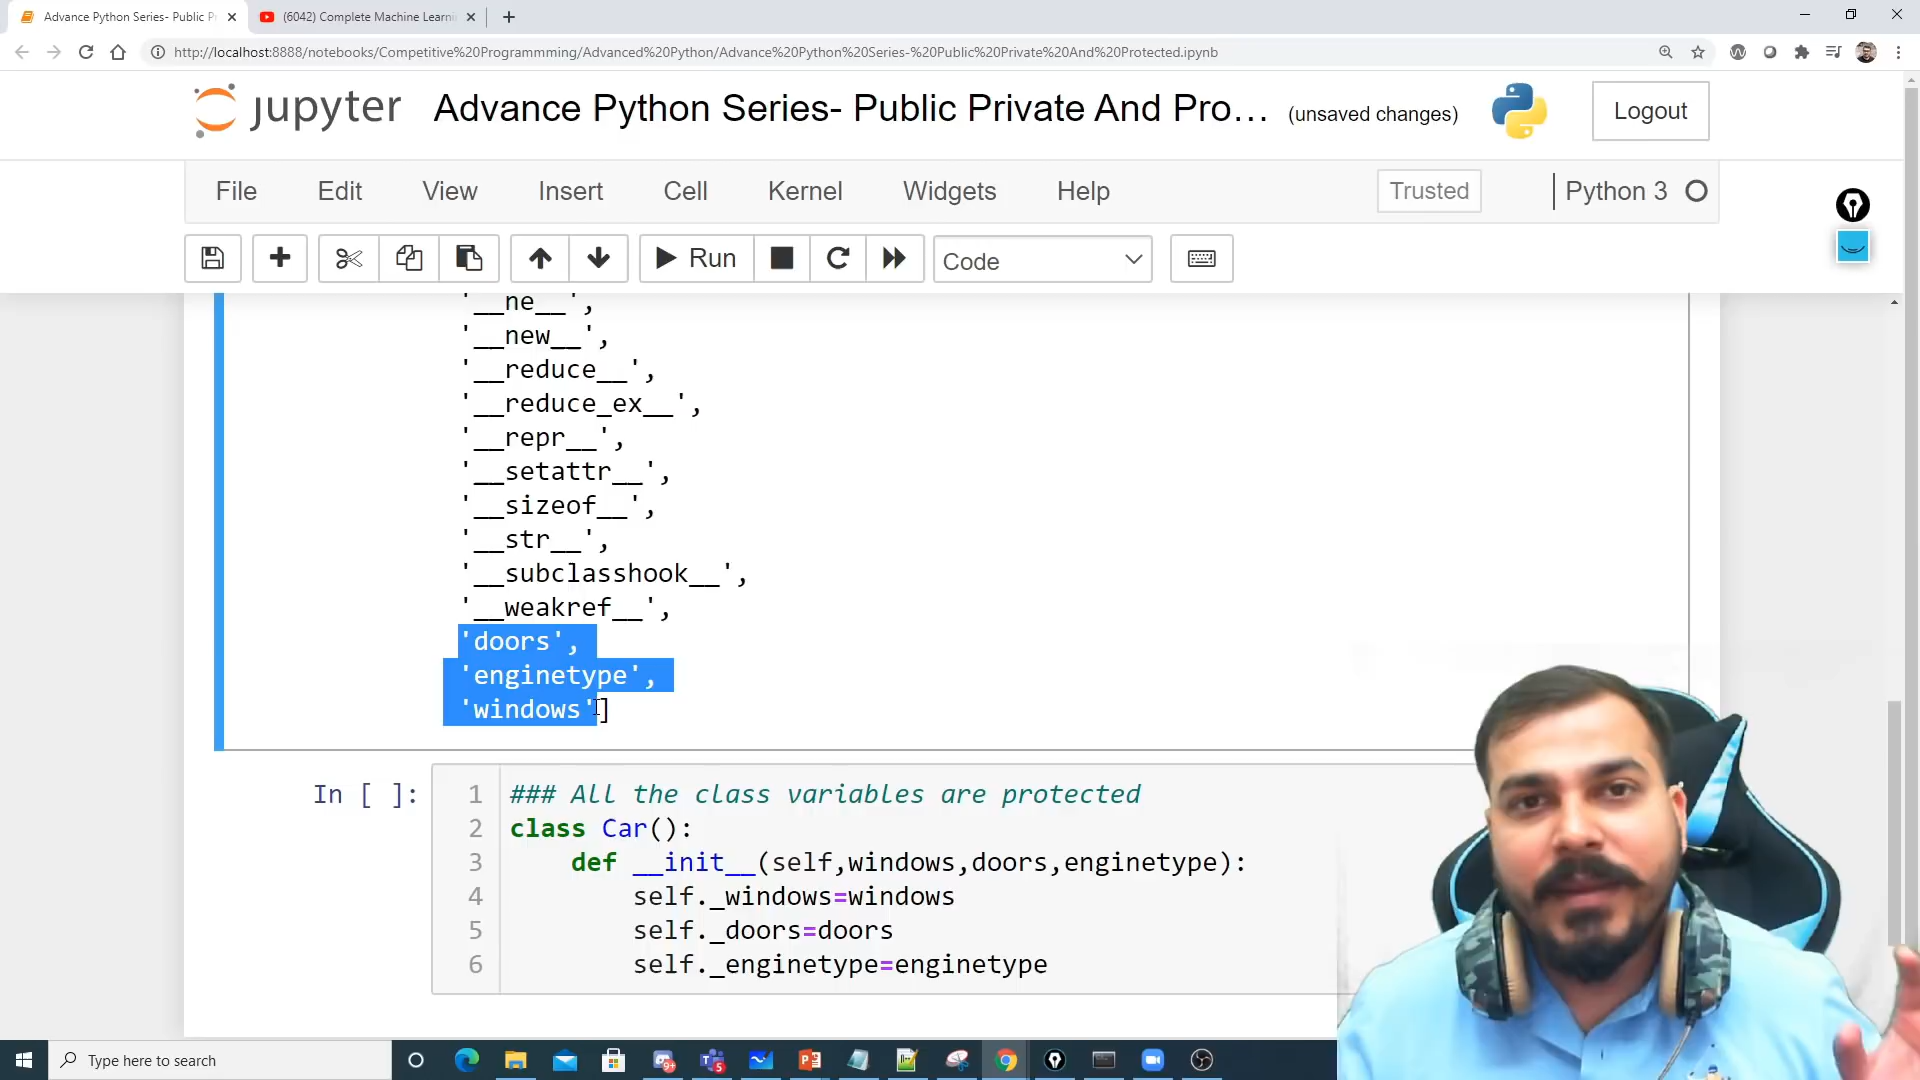 Advance Python Series- Public P
(6042) Complete Machine Learni
http://localhost:8888/notebooks/Competitive%20Programmming/Advanced%20Python/Advance%20Python%20Series-%20Public%20Private%20And%20Protected.ipynb
jupyter Advance Python Series- Public Private And Pro... (unsaved changes) Logout
File Edit View Insert Cell Kernel Widgets Help Trusted Python 3
Run Code
'__ne__',
'__new__',
'__reduce__',
'__reduce_ex__',
'__repr__',
'__setattr__',
'__sizeof__',
'__str__',
'__subclasshook__',
'__weakref__',
'doors',
'enginetype',
'windows']
In [ ]:
1 ### All the class variables are protected
2 class Car():
3 def __init__(self,windows,doors,enginetype):
4 self._windows=windows
5 self._doors=doors
6 self._enginetype=enginetype
Type here to search